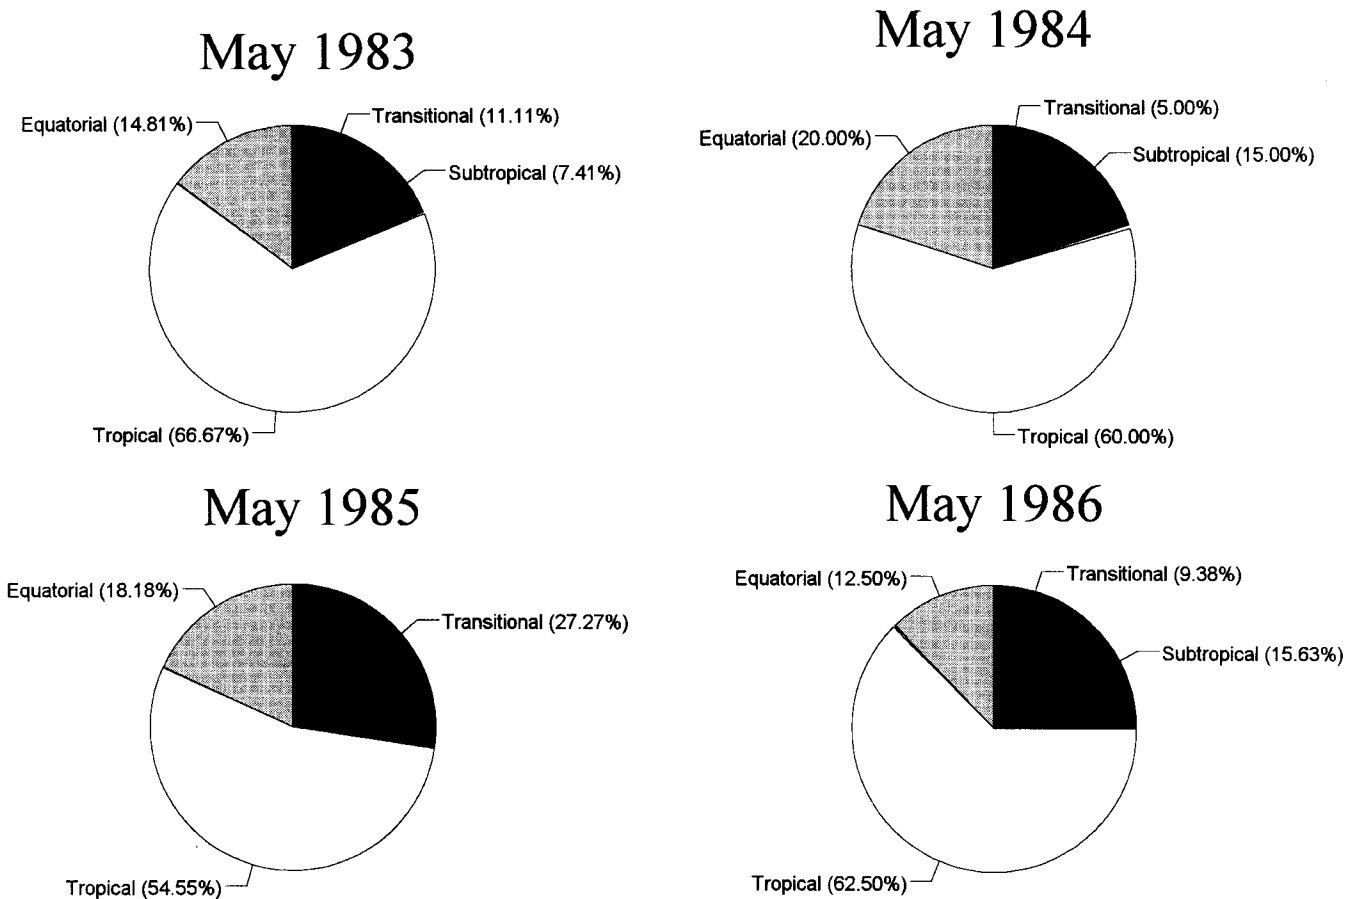 May 1983
Equatorial (14.81%)
Transitional (11.11%)
Subtropical (7.41%)
Tropical (66.67%)
May 1984
Equatorial (20.00%)
Transitional (5.00%)
Subtropical (15.00%)
Tropical (60.00%)
May 1985
Equatorial (18.18%)
Transitional (27.27%)
Tropical (54.55%)
May 1986
Equatorial (12.50%)
Transitional (9.38%)
Subtropical (15.63%)
Tropical (62.50%)